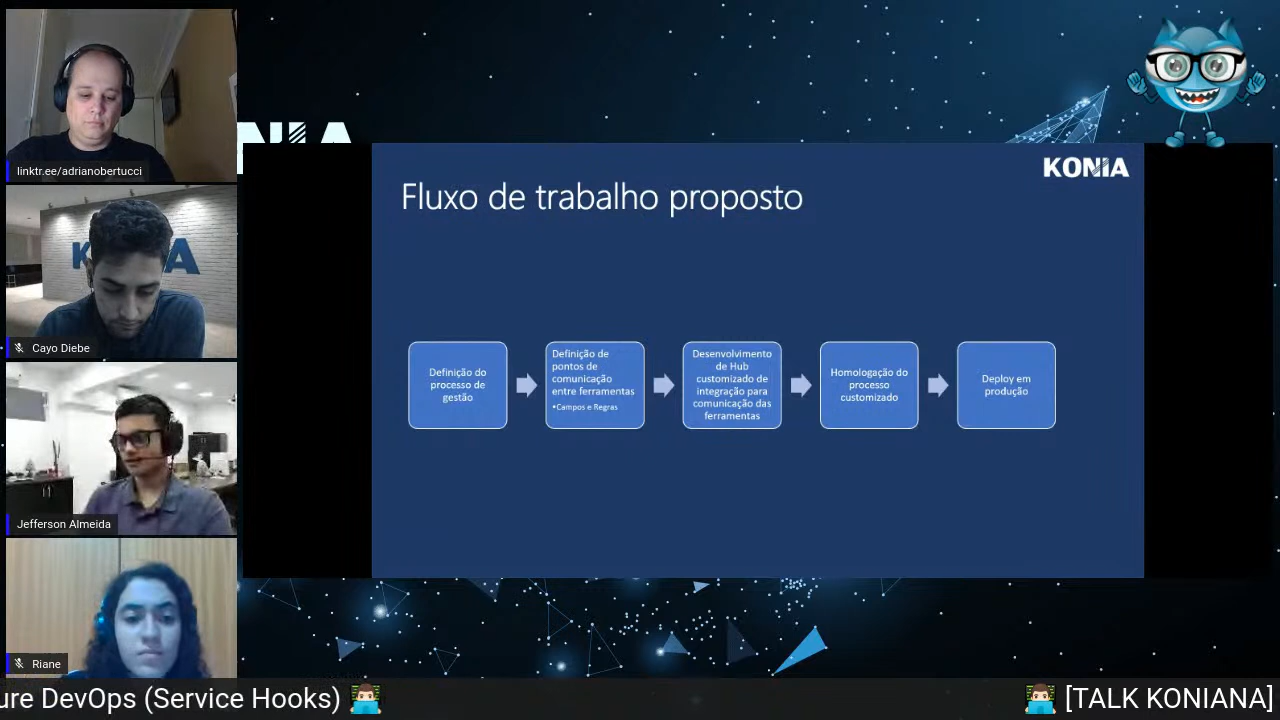 linktr.ee/adrianobertucci
Cayo Diebe
Jefferson Almeida
Riane
KONIA
Fluxo de trabalho proposto
Definição do
processo de
gestão
Definição de
pontos de
comunicação
entre ferramentas
•Campos e Regras
Desenvolvimento
de Hub
customizado de
integração para
comunicação das
ferramentas
Homologação do
processo
customizado
Deploy em
produção
ure DevOps (Service Hooks)
[TALK KONIANA]